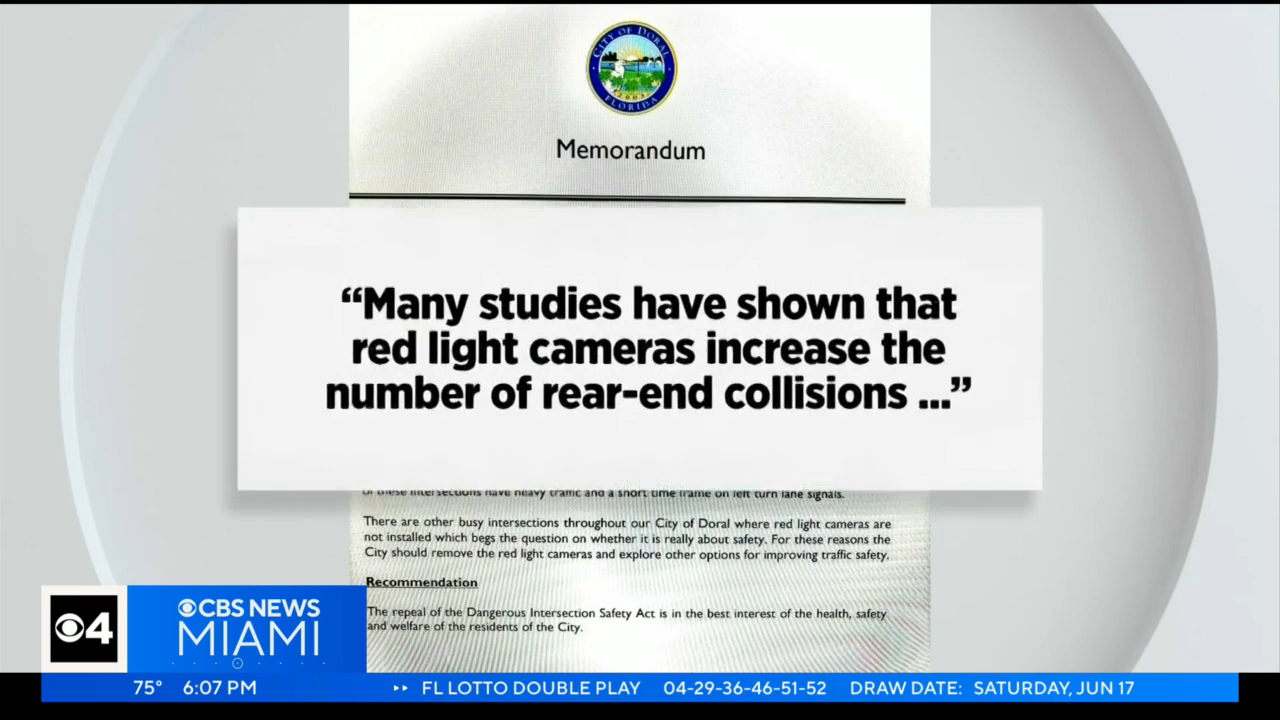 CITY OF DORAL
FLORIDA
Memorandum
“Many studies have shown that
red light cameras increase the
number of rear-end collisions ...”
of these intersections have heavy traffic and a short time frame on left turn lane signals.
There are other busy intersections throughout our City of Doral where red light cameras are
not installed which begs the question on whether it is really about safety. For these reasons the
City should remove the red light cameras and explore other options for improving traffic safety.
Recommendation
The repeal of the Dangerous Intersection Safety Act is in the best interest of the health, safety
and welfare of the residents of the City.
4
CBS NEWS
MIAMI
75° 6:07 PM FL LOTTO DOUBLE PLAY 04-29-36-46-51-52 DRAW DATE: SATURDAY, JUN 17